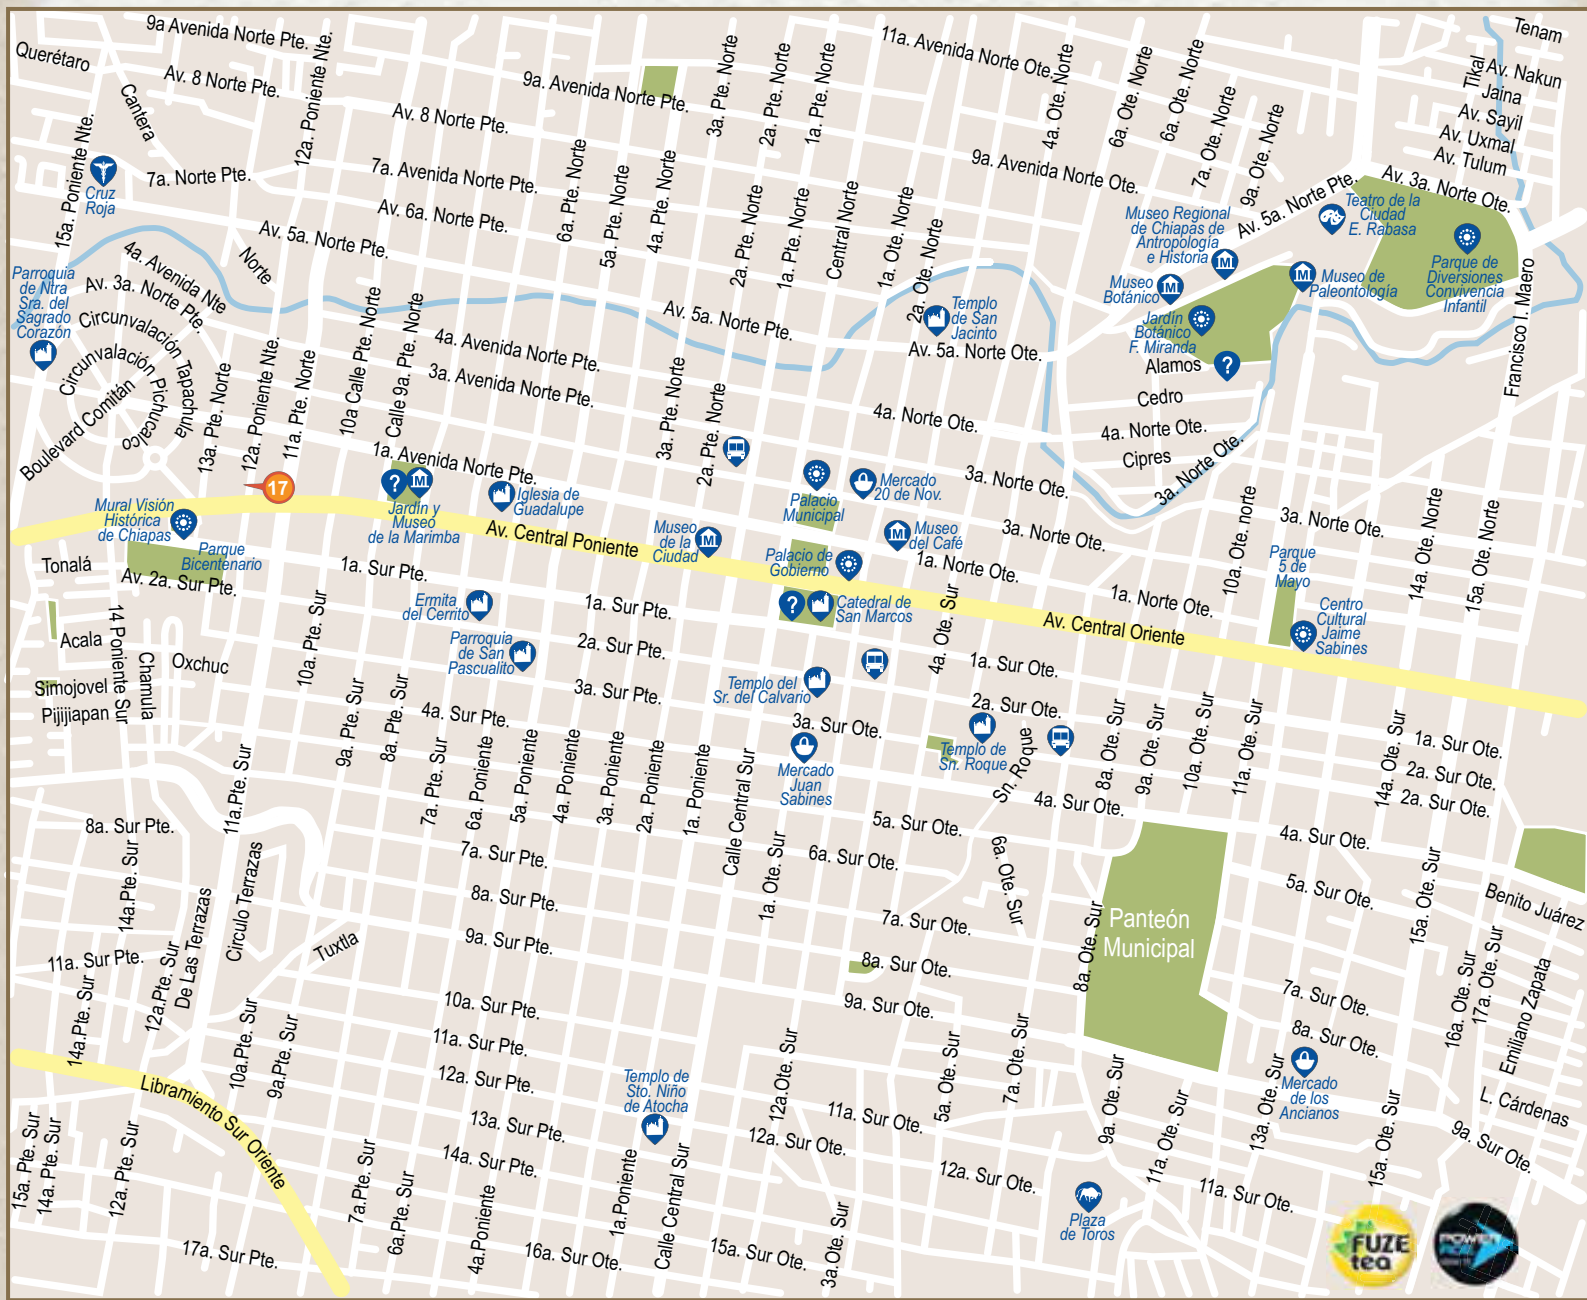 9a Avenida Norte Pte.
Querétaro
Av. 8 Norte Pte.
Cantera
12a. Poniente Nte.
15a. Poniente Nte.
Cruz
Roja
7a. Norte Pte.
9a. Avenida Norte Pte.
Av. 8 Norte Pte.
7a. Avenida Norte Pte.
Av. 6a. Norte Pte.
Av. 5a. Norte Pte.
6a. Pte. Norte
5a. Pte. Norte
4a. Pte. Norte
3a. Pte. Norte
2a. Pte. Norte
1a. Pte. Norte
11a. Avenida Norte Ote.
4a. Ote. Norte
6a. Ote. Norte
6a. Ote. Norte
7a. Ote. Norte
9a. Ote. Norte
9a. Avenida Norte Ote.
Tenam
Tikal
Av. Nakun
Jaina
Av. Sayil
Av. Uxmal
Av. Tulum
Av. 3a. Norte Ote.
Av. 5a. Norte Pte.
Teatro de la
Ciudad
E. Rabasa
Parque de
Diversiones
Convivencia
Infantil
Museo Regional
de Chiapas de
Antropología
e Historia
Museo
Botánico
Museo de
Paleontología
Jardín
Botánico
F. Miranda
Alamos
Cedro
4a. Norte Ote.
Cipres
3a. Norte Ote.
Francisco I. Maero
Parroquia
de Ntra
Sra. del
Sagrado
Corazón
4a. Avenida Nte
Norte
Av. 3a. Norte Pte.
Circunvalación Tapachula
Circunvalación Pichucalco
Boulevard Comitán
13a. Pte. Norte
12a. Poniente Nte.
11a. Pte. Norte
10a Calle Pte. Norte
Calle 9a. Pte. Norte
4a. Avenida Norte Pte.
3a. Avenida Norte Pte.
1a. Avenida Norte Pte.
2a. Pte. Norte
1a. Pte. Norte
Central Norte
1a. Ote. Norte
2a. Ote. Norte
Templo
de San
Jacinto
Av. 5a. Norte Pte.
Av. 5a. Norte Ote.
3a. Pte. Norte
2a. Pte. Norte
4a. Norte Ote.
3a. Norte Ote.
3a. Norte Ote.
3a. Norte Ote.
17
Mural Visión
Histórica
de Chiapas
Parque
Bicentenario
Jardín y
Museo
de la Marimba
Iglesia de
Guadalupe
Av. Central Poniente
Museo
de la
Ciudad
Palacio
Municipal
Mercado
20 de Nov.
Museo
del Café
Palacio de
Gobierno
Catedral de
San Marcos
1a. Norte Ote.
1a. Norte Ote.
Av. Central Oriente
10a. Ote. norte
Parque
5 de
Mayo
Centro
Cultural
Jaime
Sabines
14a. Ote. Norte
15a. Ote. Norte
Tonalá
Av. 2a. Sur Pte.
1a. Sur Pte.
Acala
14 Poniente Sur
Chamula
Oxchuc
Simojovel
Pijijiapan
10a. Pte. Sur
Ermita
del Cerrito
Parroquia
de San
Pascualito
1a. Sur Pte.
2a. Sur Pte.
3a. Sur Pte.
4a. Sur Pte.
Templo del
Sr. del Calvario
4a. Ote. Sur
1a. Sur Ote.
2a. Sur Ote.
3a. Sur Ote.
Mercado
Juan
Sabines
Templo de
Sn. Roque
Sn. Roque
4a. Sur Ote.
11a.Pte. Sur
9a. Pte. Sur
8a. Pte. Sur
7a. Pte. Sur
6a. Poniente
5a. Poniente
4a. Poniente
3a. Poniente
2a. Poniente
1a. Poniente
Calle Central Sur
1a. Ote. Sur
8a. Ote. Sur
9a. Ote. Sur
10a. Ote. Sur
11a. Ote. Sur
14a. Ote. Sur
1a. Sur Ote.
2a. Sur Ote.
2a. Sur Ote.
4a. Sur Ote.
5a. Sur Ote.
5a. Sur Ote.
6a. Sur Ote.
6a. Ote. Sur
7a. Sur Ote.
8a. Sur Ote.
9a. Sur Ote.
8a. Sur Pte.
14a.Pte. Sur
Circulo Terrazas
De Las Terrazas
Tuxtla
7a. Sur Pte.
8a. Sur Pte.
9a. Sur Pte.
10a. Sur Pte.
11a. Sur Pte.
12a. Sur Pte.
13a. Sur Pte.
14a. Sur Pte.
11a. Sur Pte.
14a.Pte. Sur
12a.Pte. Sur
10a.Pte. Sur
9a.Pte. Sur
Panteón
Municipal
8a. Ote. Sur
15a. Ote. Sur
Benito Juárez
16a. Ote. Sur
17a. Ote. Sur
Emiliano Zapata
7a. Sur Ote.
8a. Sur Ote.
Mercado
de los
Ancianos
L. Cárdenas
9a. Sur Ote.
Libramiento Sur Oriente
15a. Pte. Sur
14a. Pte. Sur
12a. Pte. Sur
17a. Sur Pte.
7a.Pte. Sur
6a.Pte. Sur
4a.Poniente
Templo de
Sto. Niño
de Atocha
1a.Poniente
Calle Central Sur
16a. Sur Ote.
15a. Sur Ote.
3a.Ote. Sur
12a.Ote. Sur
12a. Sur Ote.
11a. Sur Ote.
5a. Ote. Sur
7a. Ote. Sur
12a. Sur Ote.
Plaza
de Toros
9a. Ote. Sur
11a. Ote. Sur
13a. Ote. Sur
15a. Ote. Sur
11a. Sur Ote.
FUZE
tea
POWER